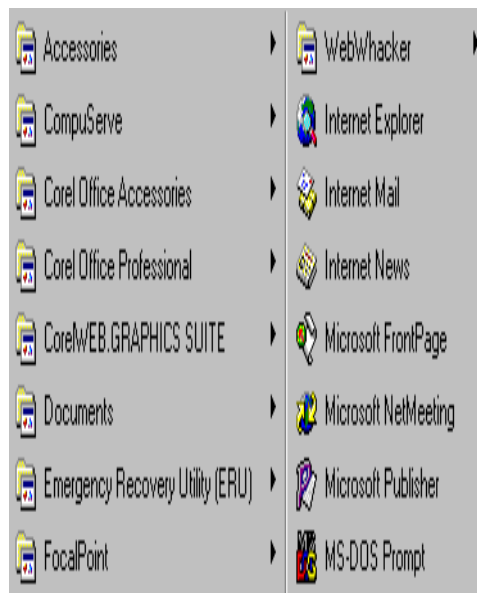 Accessories
CompuServe
Corel Office Accessories
Corel Office Professional
CorelWEB.GRAPHICS SUITE
Documents
Emergency Recovery Utility (ERU)
FocalPoint
WebWhacker
Internet Explorer
Internet Mail
Internet News
Microsoft FrontPage
Microsoft NetMeeting
Microsoft Publisher
MS-DOS Prompt